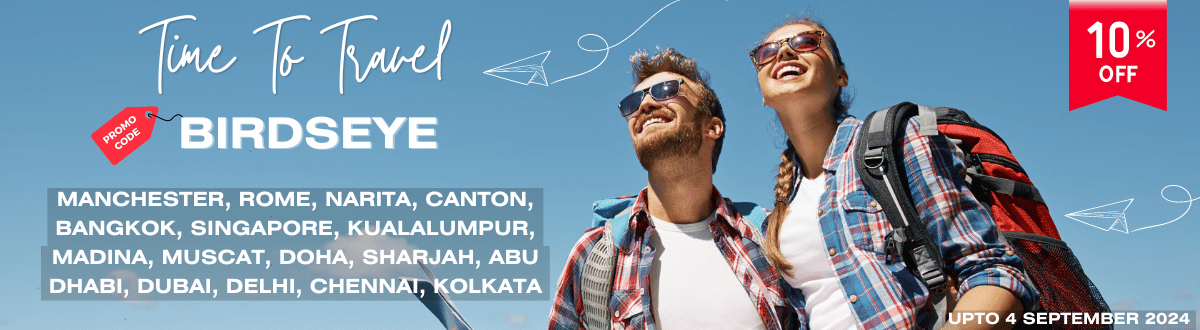 Time To Travel
PROMO
CODE
BIRDSEYE
MANCHESTER, ROME, NARITA, CANTON,
BANGKOK, SINGAPORE, KUALALUMPUR,
MADINA, MUSCAT, DOHA, SHARJAH, ABU
DHABI, DUBAI, DELHI, CHENNAI, KOLKATA
10%
OFF
UPTO 4 SEPTEMBER 2024